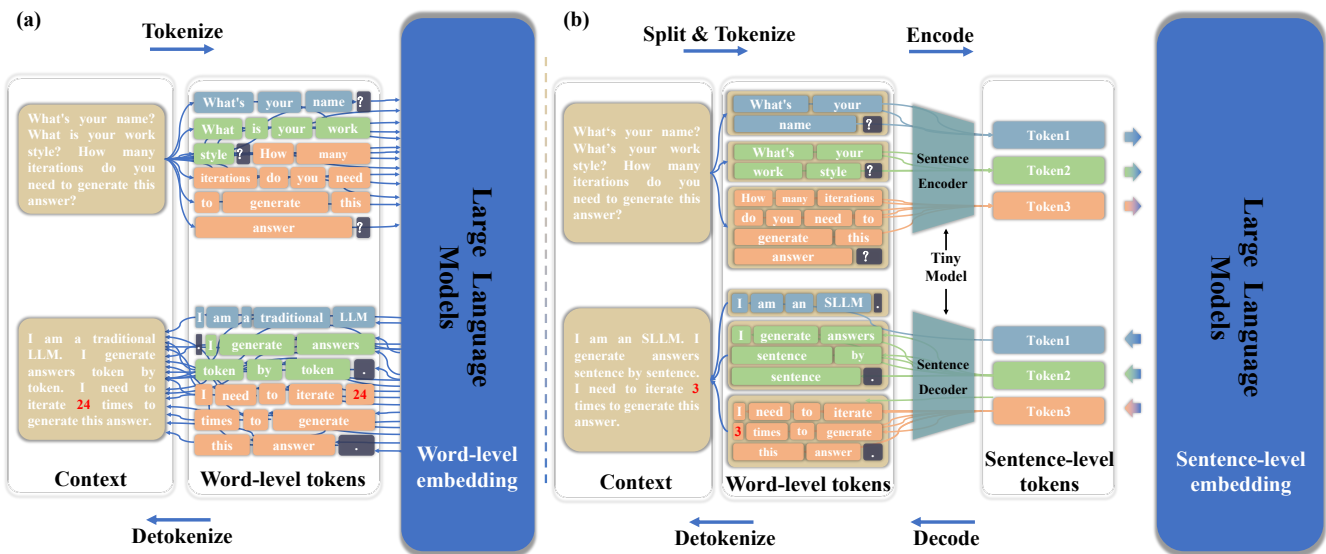 (a)
Tokenize
What's your name?
What is your work
style? How many
iterations do you
need to generate this
answer?
What's your name ?
What is your work
style ? How many
iterations do you need
to generate this
answer ?
I am a traditional
LLM. I generate
answers token by
token. I need to
iterate 24 times to
generate this answer.
I am a traditional LLM
. I generate answers
token by token .
I need to iterate 24
times to generate
this answer .
Context
Word-level tokens
Detokenize
Large Language
Models
Word-level
embedding
(b)
Split & Tokenize
Encode
What's your name?
What's your work
style? How many
iterations do you
need to generate this
answer?
What's your
name ?
What's your
work style ?
How many iterations
do you need to
generate this
answer ?
Sentence
Encoder
Token1
Token2
Token3
Tiny
Model
I am an SLLM. I
generate answers
sentence by sentence.
I need to iterate 3
times to generate this
answer.
I am an SLLM .
I generate answers
sentence by
sentence .
I need to iterate
3 times to generate
this answer .
Sentence
Decoder
Token1
Token2
Token3
Context
Word-level tokens
Sentence-level
tokens
Detokenize
Decode
Large Language
Models
Sentence-level
embedding